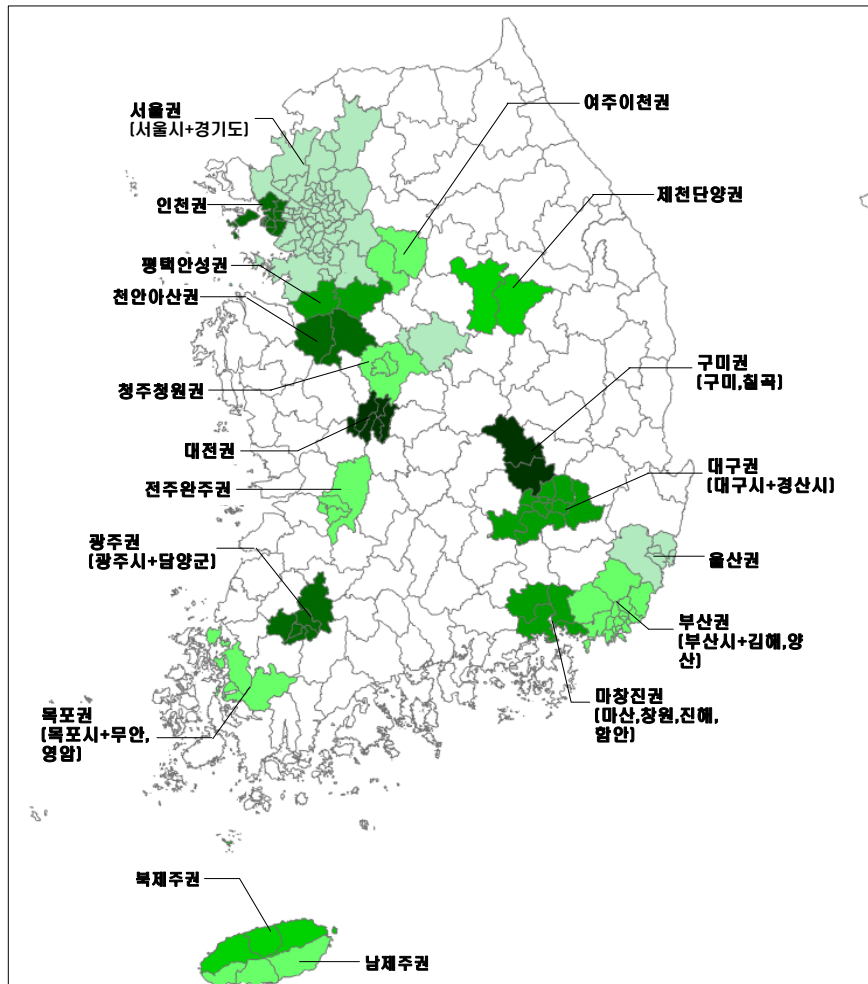 서울권
(서울시+경기도)
여주이천권
인천권
제천단양권
평택안성권
천안아산권
청주청원권
구미권
(구미,칠곡)
대전권
대구권
(대구시+경산시)
전주완주권
광주권
(광주시+담양군)
울산권
부산권
(부산시+김해,양
산)
목포권
(목포시+무안,
영암)
마창진권
(마산,창원,진해,
함안)
북제주권
남제주권